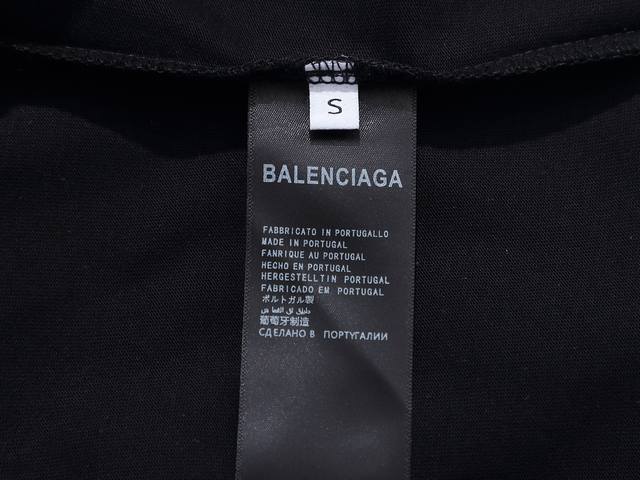 S
BALENCIAGA
FABBRICATO IN PORTUGALLO
MADE IN PORTUGAL
FANRIQUE AU PORTUGAL
HECHO EN PORTUGAL
HERGESTELLTIN PORTUGAL
FABRICADO EM PORTUGAL
ポルトガル製
葡萄牙制造
СДЕЛАНО В ПОРТУГАЛИИ